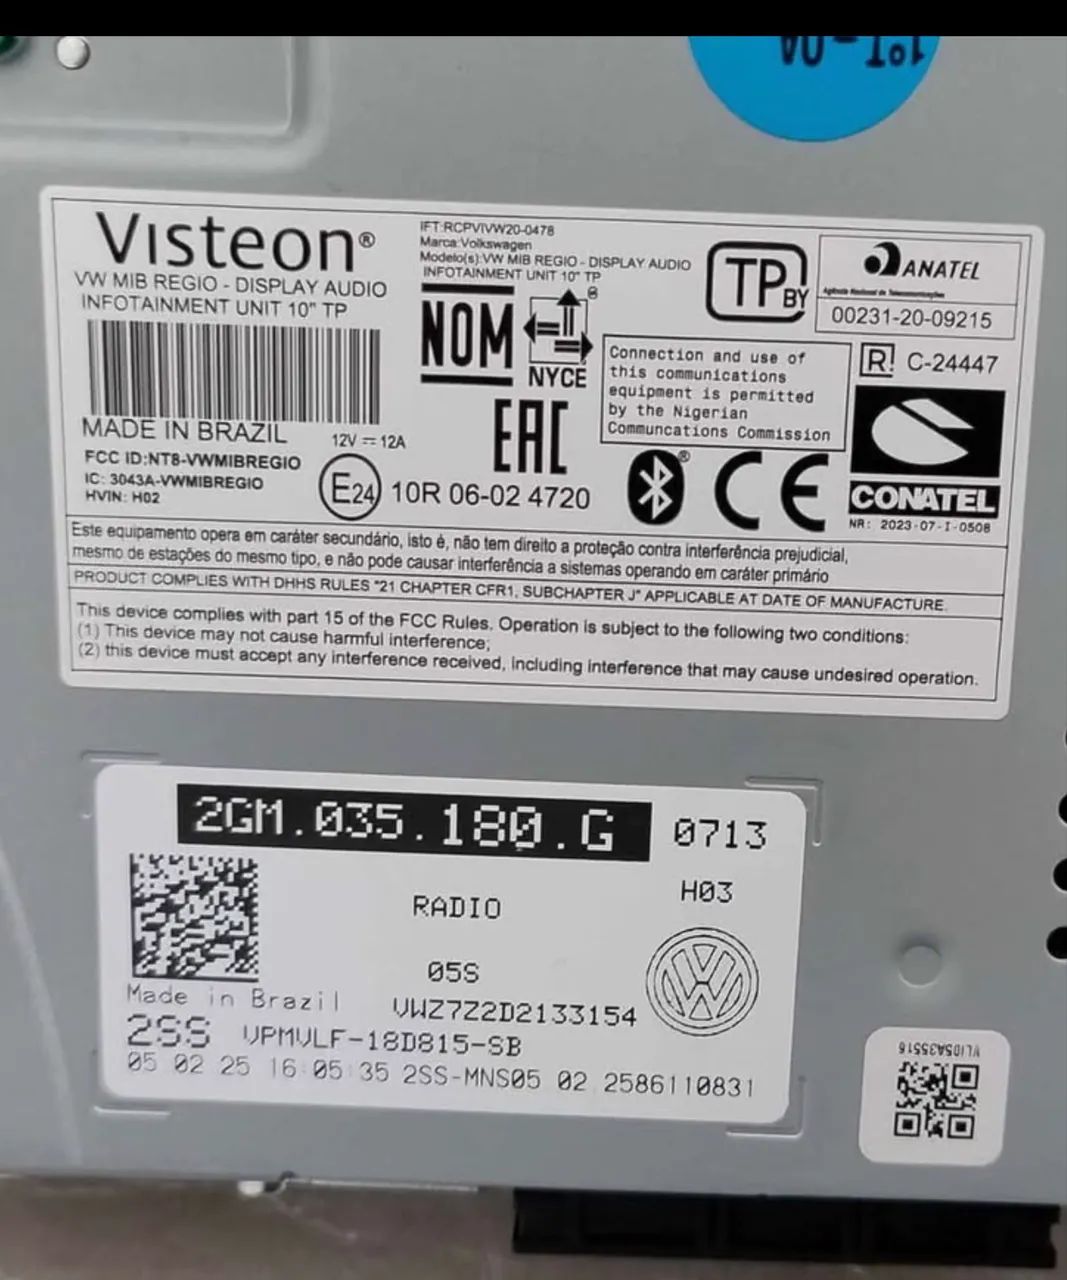 Visteon®
VW MIB REGIO - DISPLAY AUDIO
INFOTAINMENT UNIT 10" TP
MADE IN BRAZIL
12V ⎓ 12A
FCC ID:NT8-VWMIBREGIO
IC: 3043A-VWMIBREGIO
HVIN: H02
E24
10R 06-02 4720
IFT:RCPVIVW20-0478
Marca:Volkswagen
Modelo(s):VW MIB REGIO - DISPLAY AUDIO
INFOTAINMENT UNIT 10" TP
NOM
®
NYCE
EAC
TP BY
ANATEL
Agência Nacional de Telecomunicações
00231-20-09215
R! C-24447
Connection and use of
this communications
equipment is permitted
by the Nigerian
Communcations Commission
®
CE
CONATEL
NR: 2023-07-I-0508
Este equipamento opera em caráter secundário, isto é, não tem direito a proteção contra interferência prejudicial,
mesmo de estações do mesmo tipo, e não pode causar interferência a sistemas operando em caráter primário
PRODUCT COMPLIES WITH DHHS RULES "21 CHAPTER CFR1, SUBCHAPTER J" APPLICABLE AT DATE OF MANUFACTURE.
This device complies with part 15 of the FCC Rules. Operation is subject to the following two conditions:
(1) This device may not cause harmful interference;
(2) this device must accept any interference received, including interference that may cause undesired operation.
2GM.035.180.G 0713
H03
RADIO
05S
Made in Brazil VWZ7Z2D2133154
2SS VPMVLF-18D815-SB
05 02 25 16:05:35 2SS-MNS05 02 2586110831
VL10SA35516